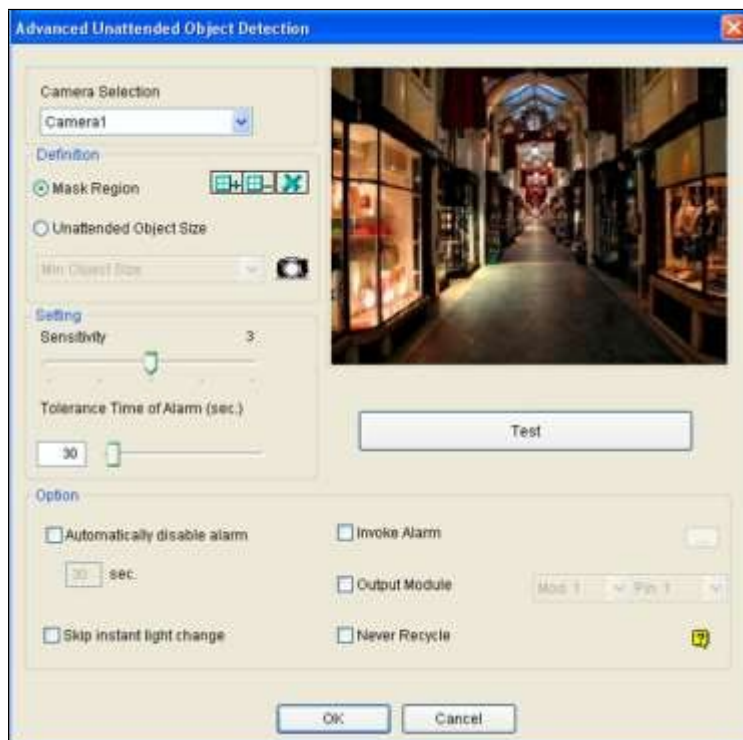 Advanced Unattended Object Detection
Camera Selection
Camera1
Definition
Mask Region
Unattended Object Size
Min Object Size
Setting
Sensitivity 3
Tolerance Time of Alarm (sec.)
30
Test
Option
Automatically disable alarm
30 sec.
Skip instant light change
Invoke Alarm
...
Output Module Mod. 1 Pin. 1
Never Recycle
?
OK Cancel